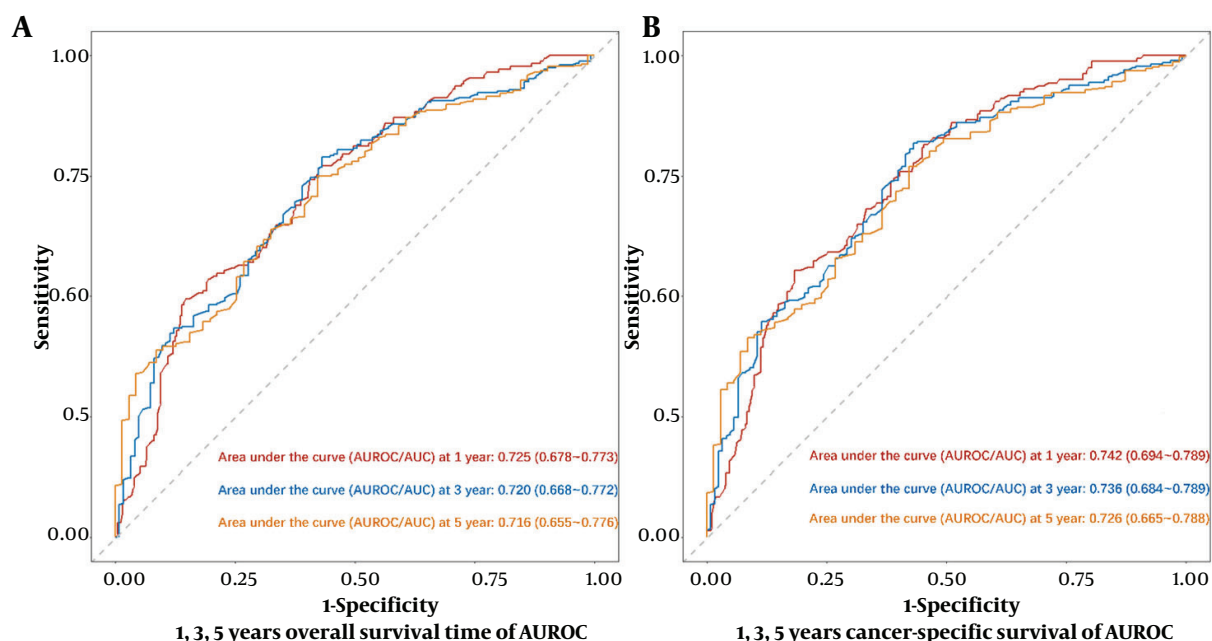 A
Sensitivity
1.00
0.75
0.60
0.5
0.00
Area under the curve (AUROC/AUC) at 1 year: 0.725 (0.678~0.773)
Area under the curve (AUROC/AUC) at 3 year: 0.720 (0.668~0.772)
Area under the curve (AUROC/AUC) at 5 year: 0.716 (0.655~0.776)
0.00 0.25 0.50 0.75 1.00
1-Specificity
1, 3, 5 years overall survival time of AUROC
B
Sensitivity
1.00
0.75
0.60
0.5
0.00
Area under the curve (AUROC/AUC) at 1 year: 0.742 (0.694~0.789)
Area under the curve (AUROC/AUC) at 3 year: 0.736 (0.684~0.789)
Area under the curve (AUROC/AUC) at 5 year: 0.726 (0.665~0.788)
0.00 0.25 0.50 0.75 1.00
1-Specificity
1, 3, 5 years cancer-specific survival of AUROC